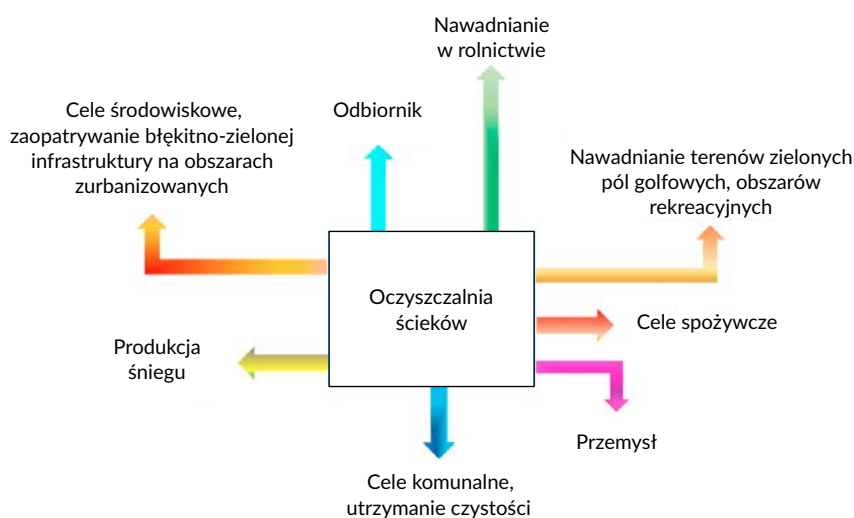 Nawadnianie
w rolnictwie
Cele środowiskowe,
zaopatrywanie błękitno-zielonej
infrastruktury na obszarach
zurbanizowanych
Odbiornik
Nawadnianie terenów zielonych
pól golfowych, obszarów
rekreacyjnych
Oczyszczalnia
ścieków
Cele spożywcze
Produkcja
śniegu
Przemysł
Cele komunalne,
utrzymanie czystości